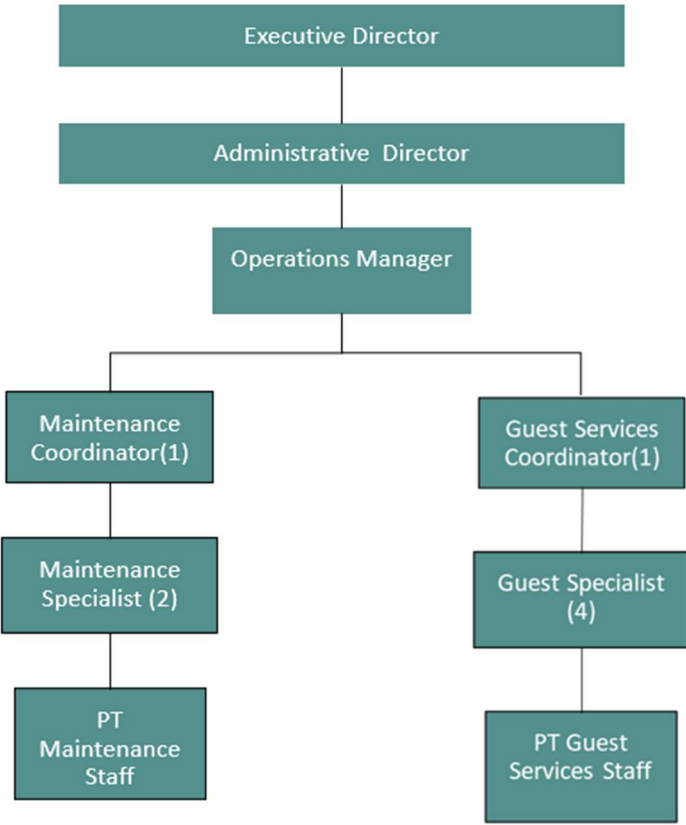 Executive Director
Administrative Director
Operations Manager
Maintenance
Coordinator(1)
Guest Services
Coordinator(1)
Maintenance
Specialist (2)
Guest Specialist
(4)
PT
Maintenance
Staff
PT Guest
Services Staff